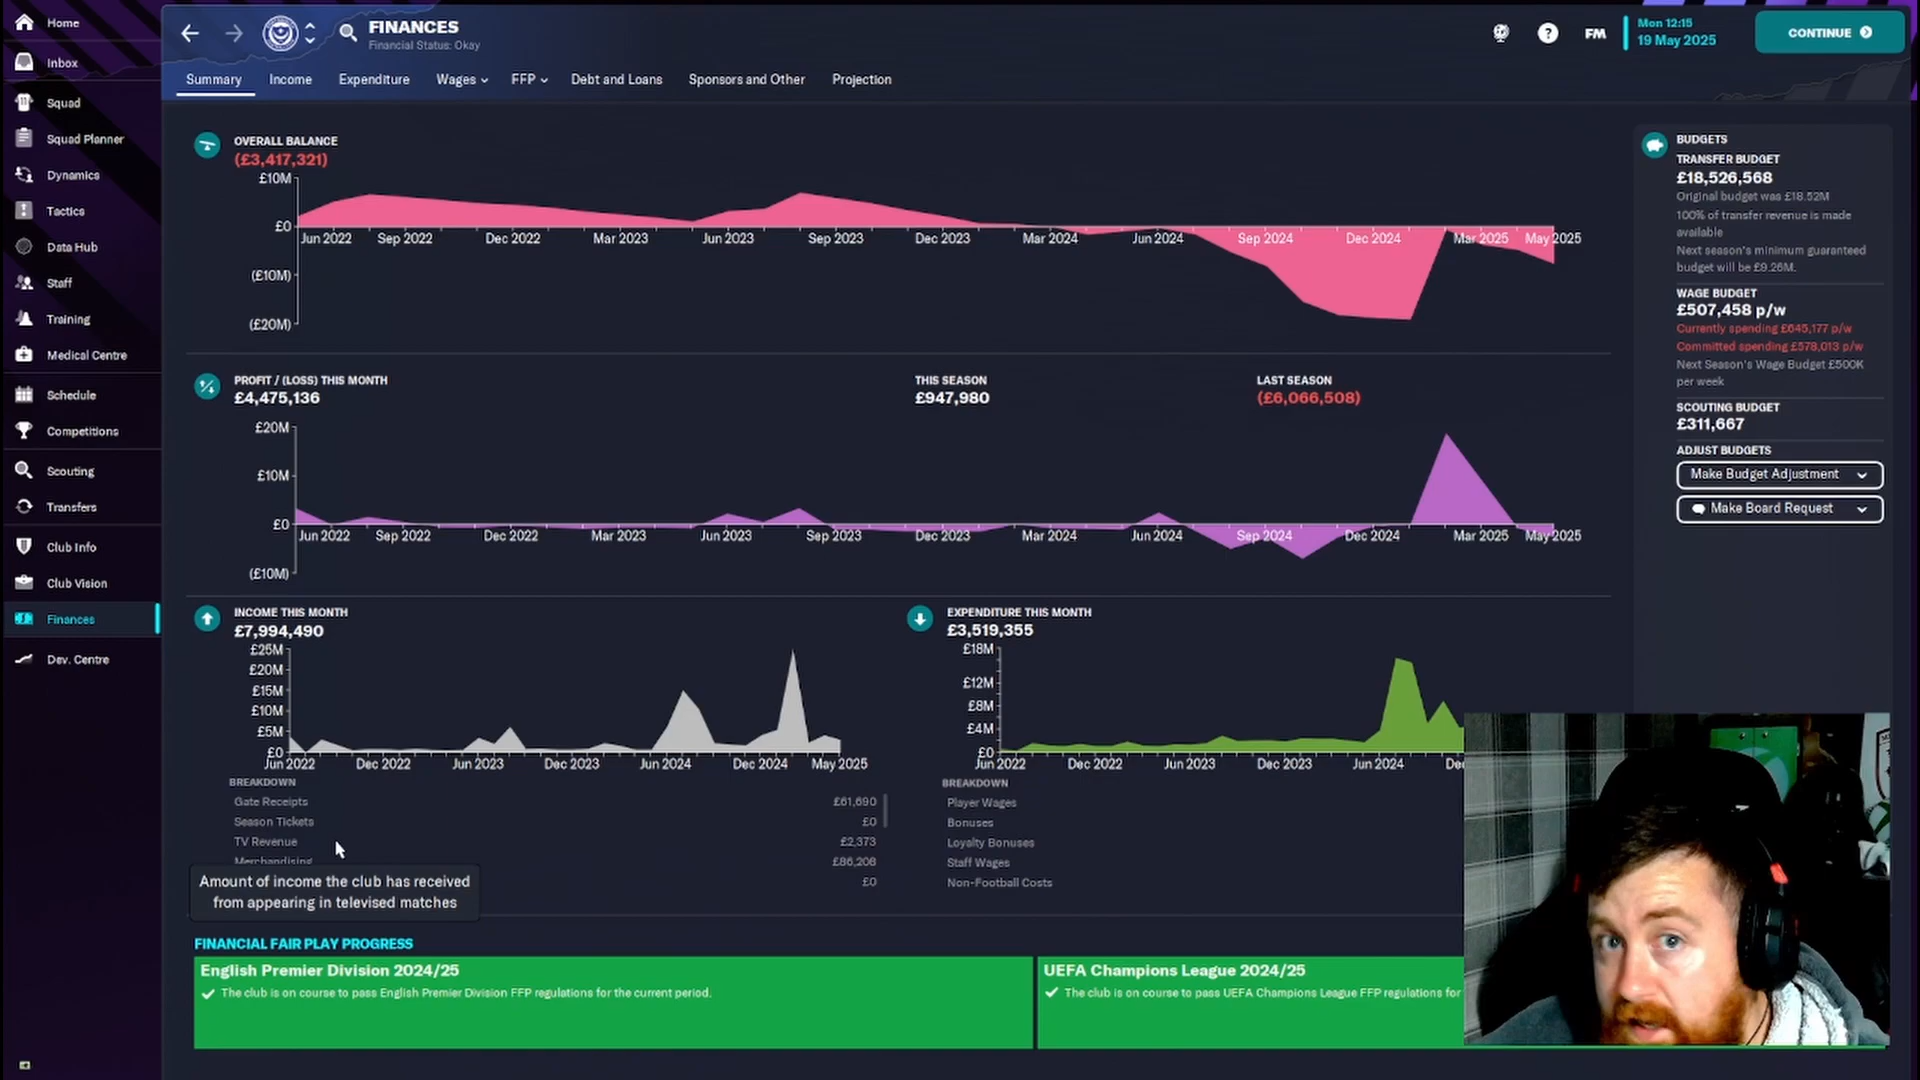 Home
Inbox
Squad
Squad Planner
Dynamics
Tactics
Data Hub
Staff
Training
Medical Centre
Schedule
Competitions
Scouting
Transfers
Club Info
Club Vision
Finances
Dev. Centre
FINANCES
Financial Status: Okay
FM
Mon 12:15
19 May 2025
CONTINUE
Summary Income Expenditure Wages FFP Debt and Loans Sponsors and Other Projection
OVERALL BALANCE
(£3,417,321)
£10M
£0
(£10M)
(£20M)
Jun 2022 Sep 2022 Dec 2022 Mar 2023 Jun 2023 Sep 2023 Dec 2023 Mar 2024 Jun 2024 Sep 2024 Dec 2024 Mar 2025 May 2025
PROFIT / (LOSS) THIS MONTH
£4,475,136
THIS SEASON
£947,980
LAST SEASON
(£6,066,508)
£20M
£10M
£0
(£10M)
Jun 2022 Sep 2022 Dec 2022 Mar 2023 Jun 2023 Sep 2023 Dec 2023 Mar 2024 Jun 2024 Sep 2024 Dec 2024 Mar 2025 May 2025
INCOME THIS MONTH
£7,994,490
£25M
£20M
£15M
£10M
£5M
£0
Jun 2022 Dec 2022 Jun 2023 Dec 2023 Jun 2024 Dec 2024 May 2025
BREAKDOWN
Gate Receipts £61,690
Season Tickets £0
TV Revenue £2,373
Merchandising £86,208
£0
Amount of income the club has received
from appearing in televised matches
EXPENDITURE THIS MONTH
£3,519,355
£18M
£12M
£8M
£4M
£0
Jun 2022 Dec 2022 Jun 2023 Dec 2023 Jun 2024 De
BREAKDOWN
Player Wages
Bonuses
Loyalty Bonuses
Staff Wages
Non-Football Costs
FINANCIAL FAIR PLAY PROGRESS
English Premier Division 2024/25
The club is on course to pass English Premier Division FFP regulations for the current period.
UEFA Champions League 2024/25
The club is on course to pass UEFA Champions League FFP regulations for
BUDGETS
TRANSFER BUDGET
£18,526,568
Original budget was £18.52M
100% of transfer revenue is made
available
Next season's minimum guaranteed
budget will be £9.26M.
WAGE BUDGET
£507,458 p/w
Currently spending £645,177 p/w
Committed spending £578,013 p/w
Next Season's Wage Budget £500K
per week
SCOUTING BUDGET
£311,667
ADJUST BUDGETS
Make Budget Adjustment
Make Board Request